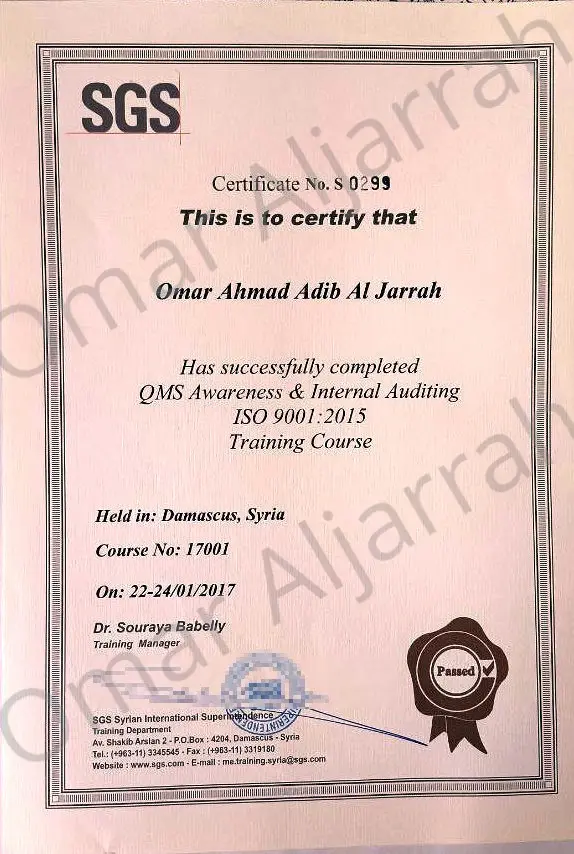 SGS
Certificate No. S 0299
This is to certify that
Omar Ahmad Adib Al Jarrah
Has successfully completed
QMS Awareness & Internal Auditing
ISO 9001:2015
Training Course
Held in: Damascus, Syria
Course No: 17001
On: 22-24/01/2017
Dr. Souraya Babelly
Training Manager
Passed
SGS Syrian International Superintendence
Training Department
Av. Shakib Arslan 2 - P.O.Box : 4204, Damascus - Syria
Tel.: (+963-11) 3345545 - Fax : (+963-11) 3319180
Website : www.sgs.com - E-mail : me.training.syria@sgs.com
Omar Aljarrah
Omar Aljarrah